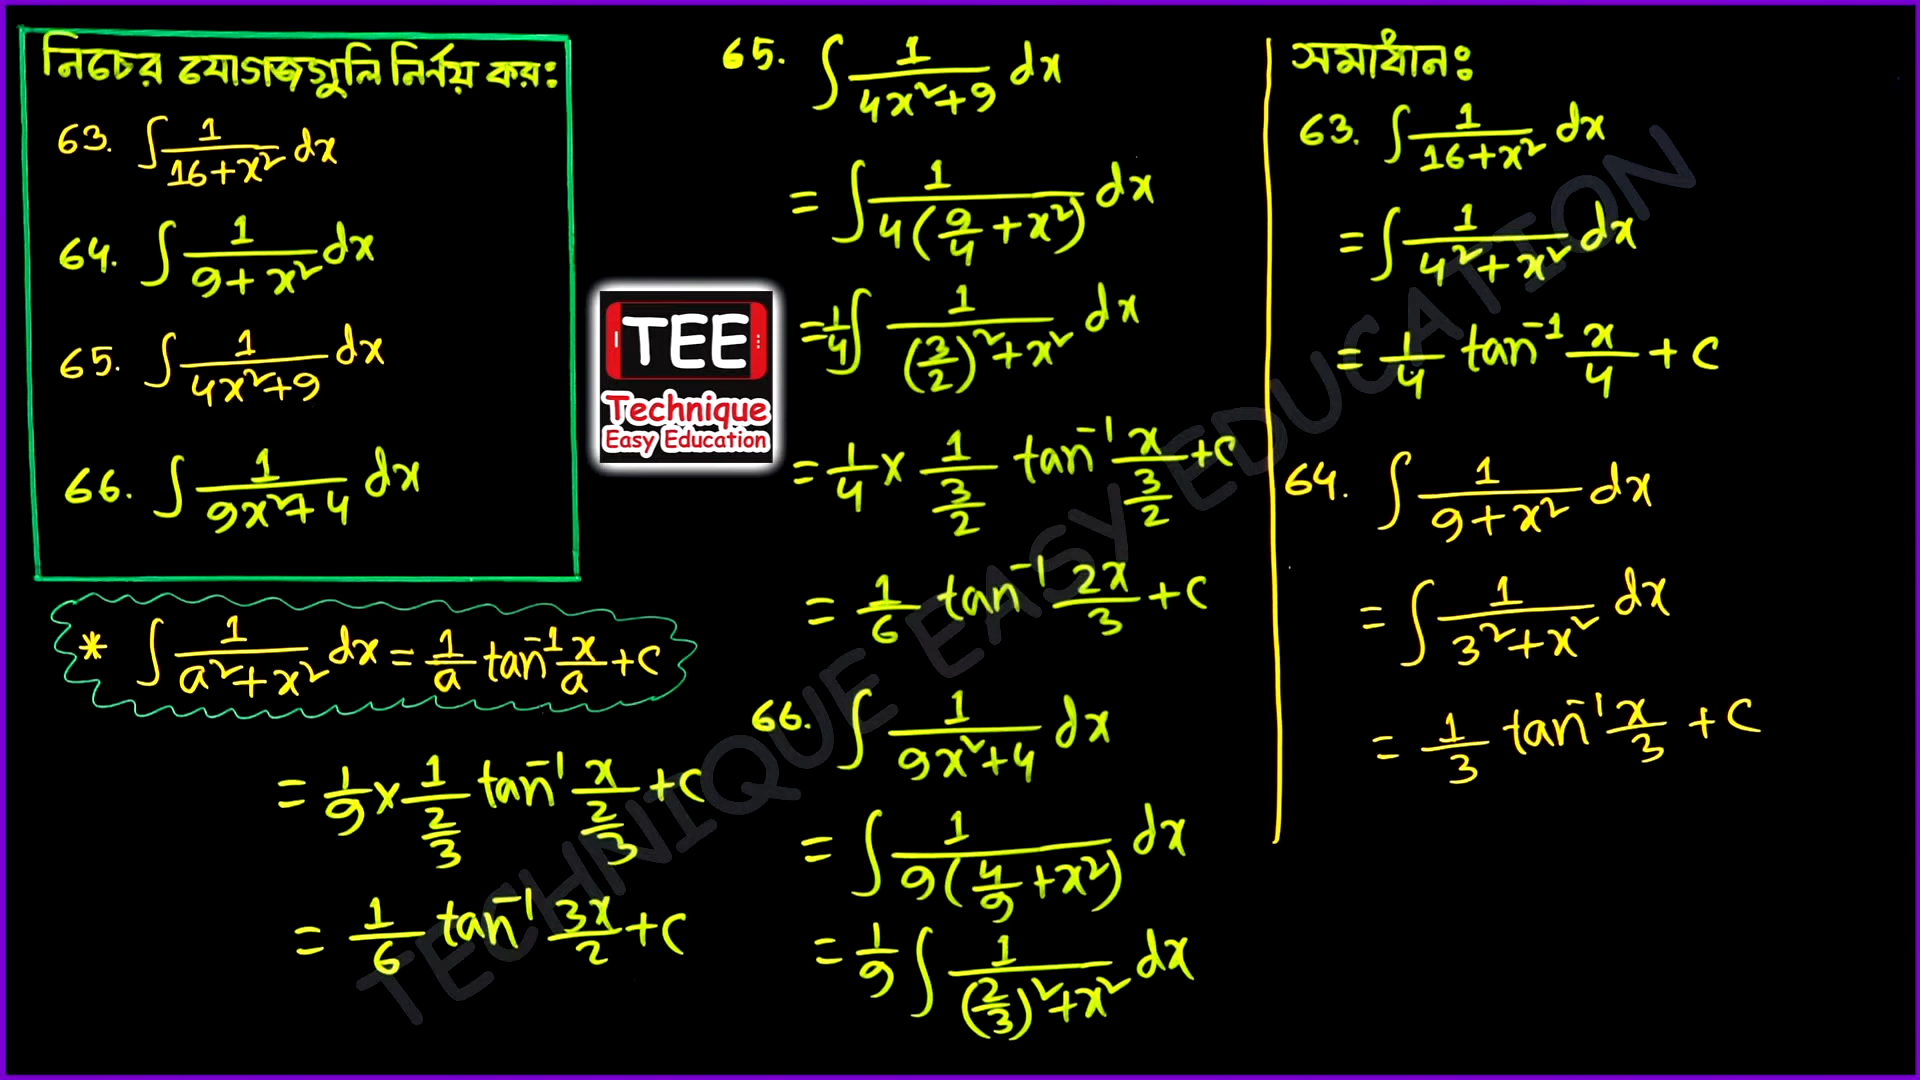 নিচের যোগজগুলি নির্নয় কর:
63. ∫ 1/(16+x²) dx
64. ∫ 1/(9+x²) dx
65. ∫ 1/(4x²+9) dx
66. ∫ 1/(9x²+4) dx
* ∫ 1/(a²+x²) dx = 1/a tan⁻¹ x/a + c
সমাধান:
63. ∫ 1/(16+x²) dx
= ∫ 1/(4²+x²) dx
= 1/4 tan⁻¹ x/4 + c
64. ∫ 1/(9+x²) dx
= ∫ 1/(3²+x²) dx
= 1/3 tan⁻¹ x/3 + c
65. ∫ 1/(4x²+9) dx
= ∫ 1/(4(9/4+x²)) dx
= 1/4 ∫ 1/((3/2)²+x²) dx
= 1/4 × 1/(3/2) tan⁻¹ x/(3/2) + c
= 1/6 tan⁻¹ 2x/3 + c
66. ∫ 1/(9x²+4) dx
= ∫ 1/(9(4/9+x²)) dx
= 1/9 ∫ 1/((2/3)²+x²) dx
= 1/9 × 1/(2/3) tan⁻¹ x/(2/3) + c
= 1/6 tan⁻¹ 3x/2 + c
TEE
Technique
Easy Education
TECHNIQUE EASY EDUCATION